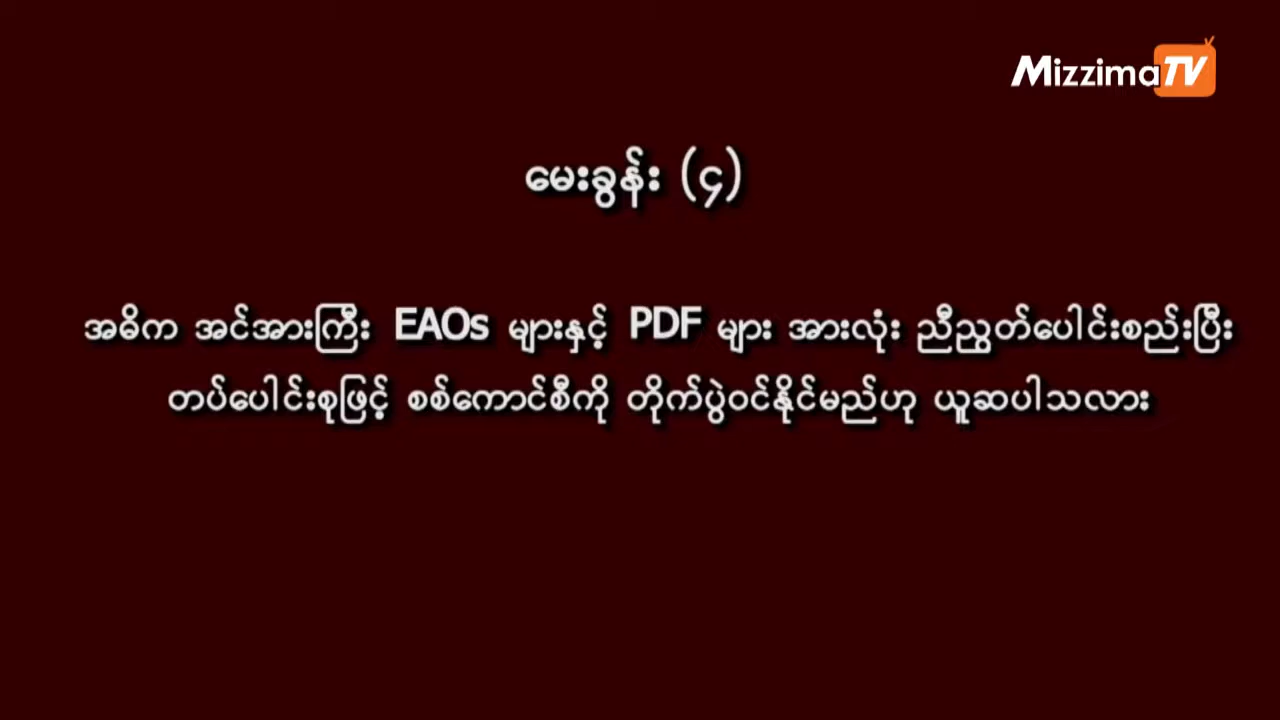 MizzimaTV
မေးခွန်း (၄)
အဓိက အင်အားကြီး EAOs များနှင့် PDF များ အားလုံး ညီညွတ်ပေါင်းစည်းပြီး
တပ်ပေါင်းစုဖြင့် စစ်ကောင်စီကို တိုက်ပွဲဝင်နိုင်မည်ဟု ယူဆပါသလား